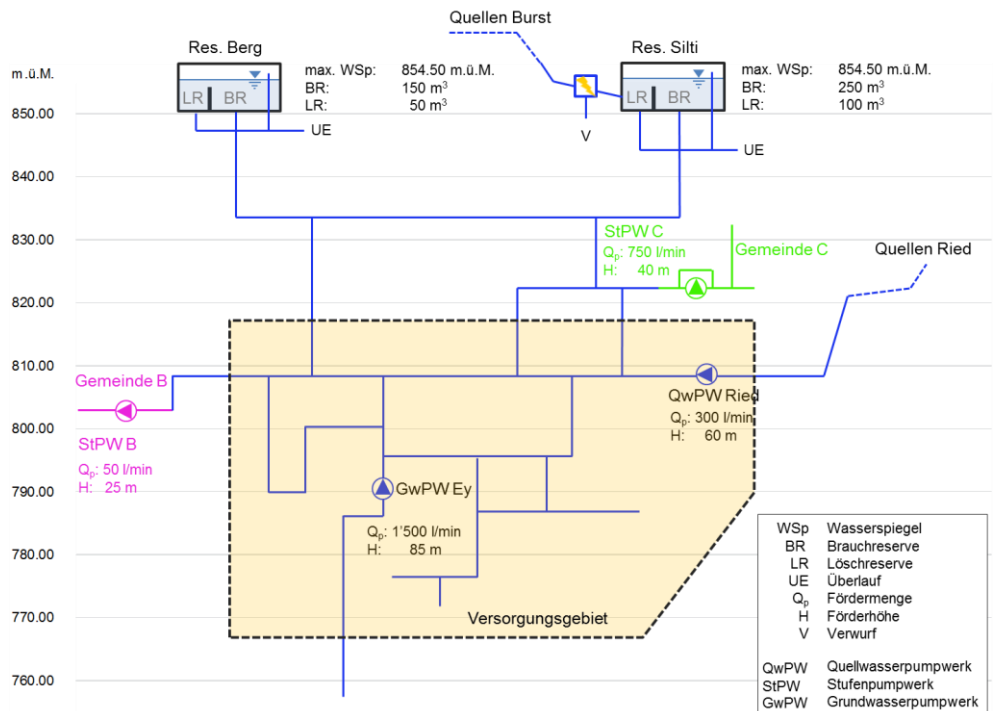 Quellen Burst
Res. Berg
Res. Silti
m.ü.M.
max. WSp: 854.50 m.ü.M.
BR: 150 m³
LR: 50 m³
max. WSp: 854.50 m.ü.M.
BR: 250 m³
LR: 100 m³
LR BR
LR BR
UE
V
UE
850.00
840.00
830.00
820.00
810.00
800.00
790.00
780.00
770.00
760.00
StPW C
Qp: 750 l/min
H: 40 m
Gemeinde C
Quellen Ried
Gemeinde B
StPW B
Qp: 50 l/min
H: 25 m
QwPW Ried
Qp: 300 l/min
H: 60 m
GwPW Ey
Qp: 1'500 l/min
H: 85 m
Versorgungsgebiet
WSp Wasserspiegel
BR Brauchreserve
LR Löschreserve
UE Überlauf
Qp Fördermenge
H Förderhöhe
V Verwurf
QwPW Quellwasserpumpwerk
StPW Stufenpumpwerk
GwPW Grundwasserpumpwerk